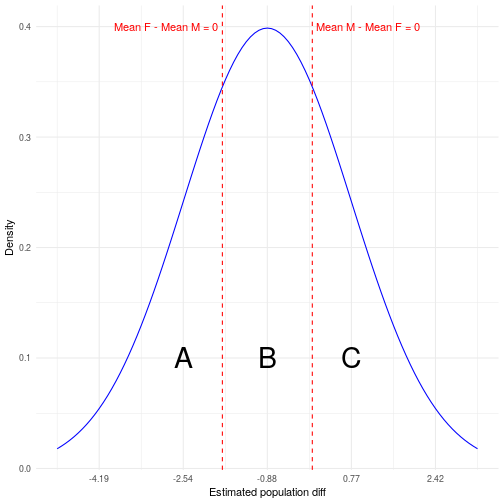 Mean F - Mean M = 0
Mean M - Mean F = 0
0.4
0.3
0.2
0.1
0.0
Density
A
B
C
-4.19
-2.54
-0.88
0.77
2.42
Estimated population diff